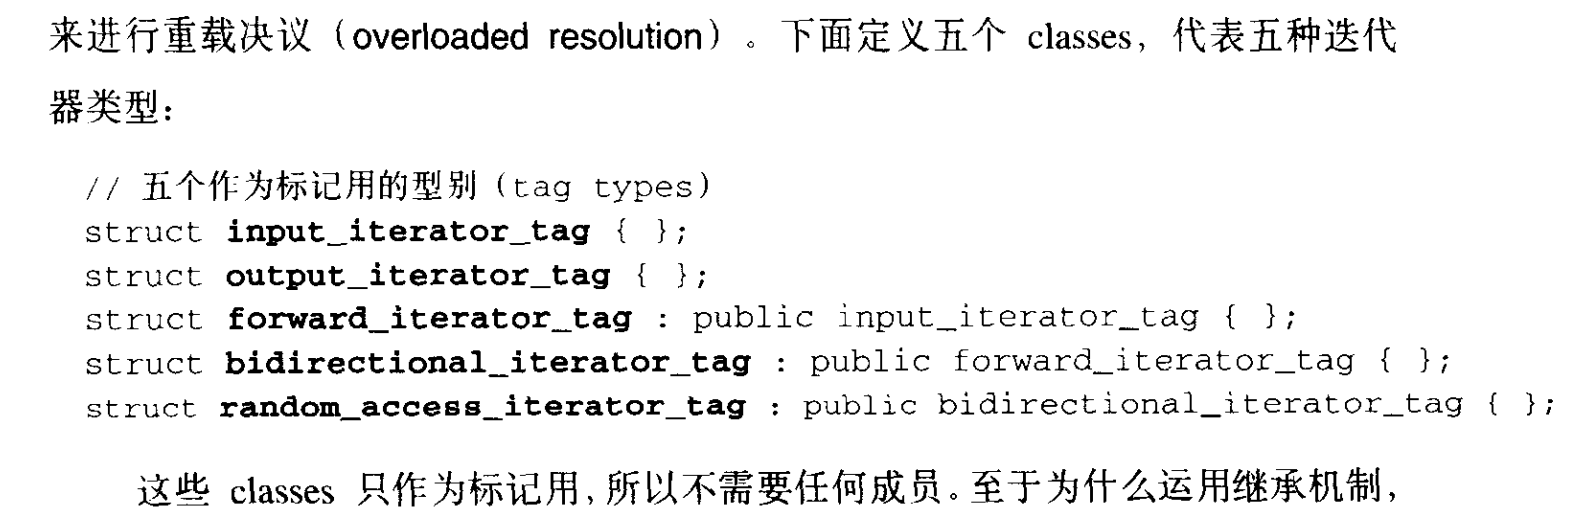 来进行重载决议（overloaded resolution）。下面定义五个 classes，代表五种迭代
器类型：
// 五个作为标记用的型别（tag types）
struct input_iterator_tag { };
struct output_iterator_tag { };
struct forward_iterator_tag : public input_iterator_tag { };
struct bidirectional_iterator_tag : public forward_iterator_tag { };
struct random_access_iterator_tag : public bidirectional_iterator_tag { };
这些 classes 只作为标记用，所以不需要任何成员。至于为什么运用继承机制，